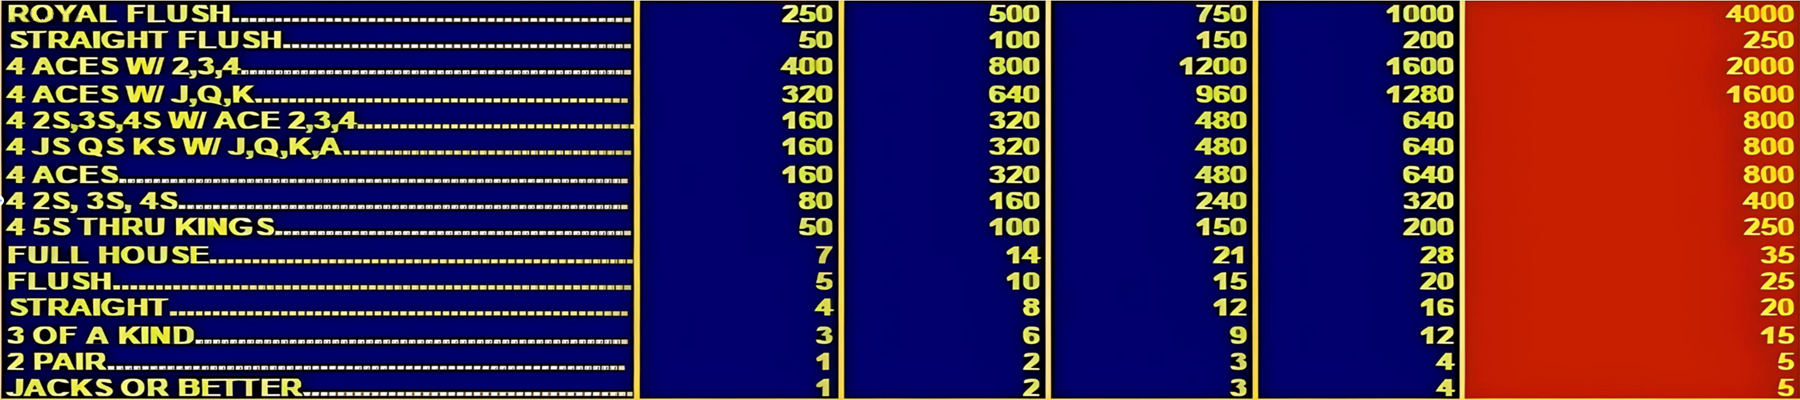 ROYAL FLUSH 250 500 750 1000 4000
STRAIGHT FLUSH 50 100 150 200 250
4 ACES W/ 2,3,4 400 800 1200 1600 2000
4 ACES W/ J,Q,K 320 640 960 1280 1600
4 2S,3S,4S W/ ACE 2,3,4 160 320 480 640 800
4 JS QS KS W/ J,Q,K,A 160 320 480 640 800
4 ACES 160 320 480 640 800
4 2S, 3S, 4S 80 160 240 320 400
4 5S THRU KINGS 50 100 150 200 250
FULL HOUSE 7 14 21 28 35
FLUSH 5 10 15 20 25
STRAIGHT 4 8 12 16 20
3 OF A KIND 3 6 9 12 15
2 PAIR 1 2 3 4 5
JACKS OR BETTER 1 2 3 4 5